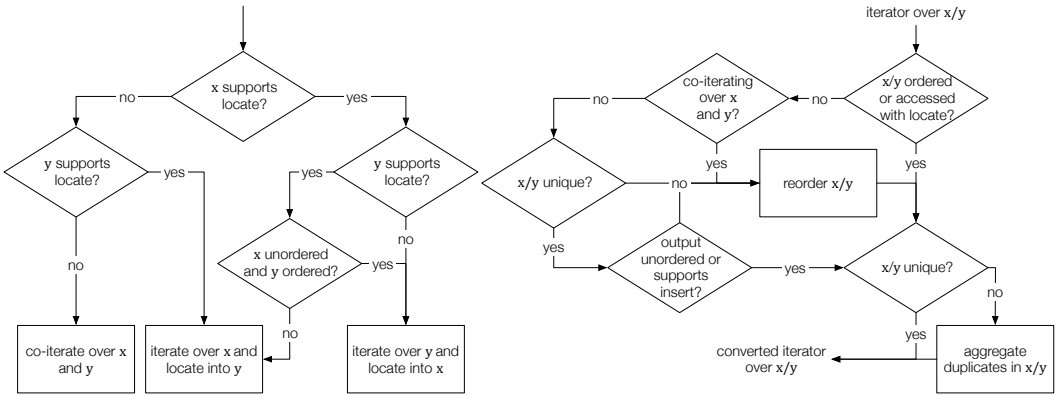 x supports
locate?
no
yes
y supports
locate?
yes
no
y supports
locate?
yes
no
x unordered
and y ordered?
yes
no
co-iterate over x
and y
iterate over x and
locate into y
iterate over y and
locate into x
iterator over x/y
x/y ordered
or accessed
with locate?
no
yes
co-iterating
over x
and y?
no
yes
x/y unique?
no
yes
reorder x/y
output
unordered or
supports
insert?
yes
x/y unique?
no
yes
aggregate
duplicates in x/y
converted iterator
over x/y